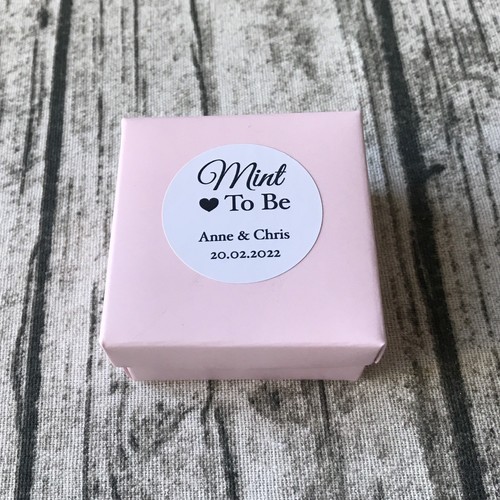 Mint
♥ To Be
Anne & Chris
20.02.2022